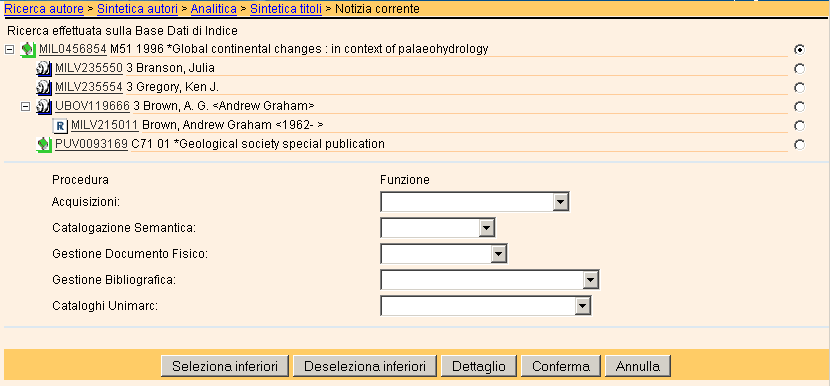 Ricerca autore > Sintetica autori > Analitica > Sintetica titoli > Notizia corrente
Ricerca effettuata sulla Base Dati di Indice
MIL0456854 M51 1996 *Global continental changes : in context of palaeohydrology
MILV235550 3 Branson, Julia
MILV235554 3 Gregory, Ken J.
UBOV119666 3 Brown, A. G. <Andrew Graham>
R MILV215011 Brown, Andrew Graham <1962- >
PUV0093169 C71 01 *Geological society special publication
Procedura Funzione
Acquisizioni:
Catalogazione Semantica:
Gestione Documento Fisico:
Gestione Bibliografica:
Cataloghi Unimarc:
Seleziona inferiori Deseleziona inferiori Dettaglio Conferma Annulla